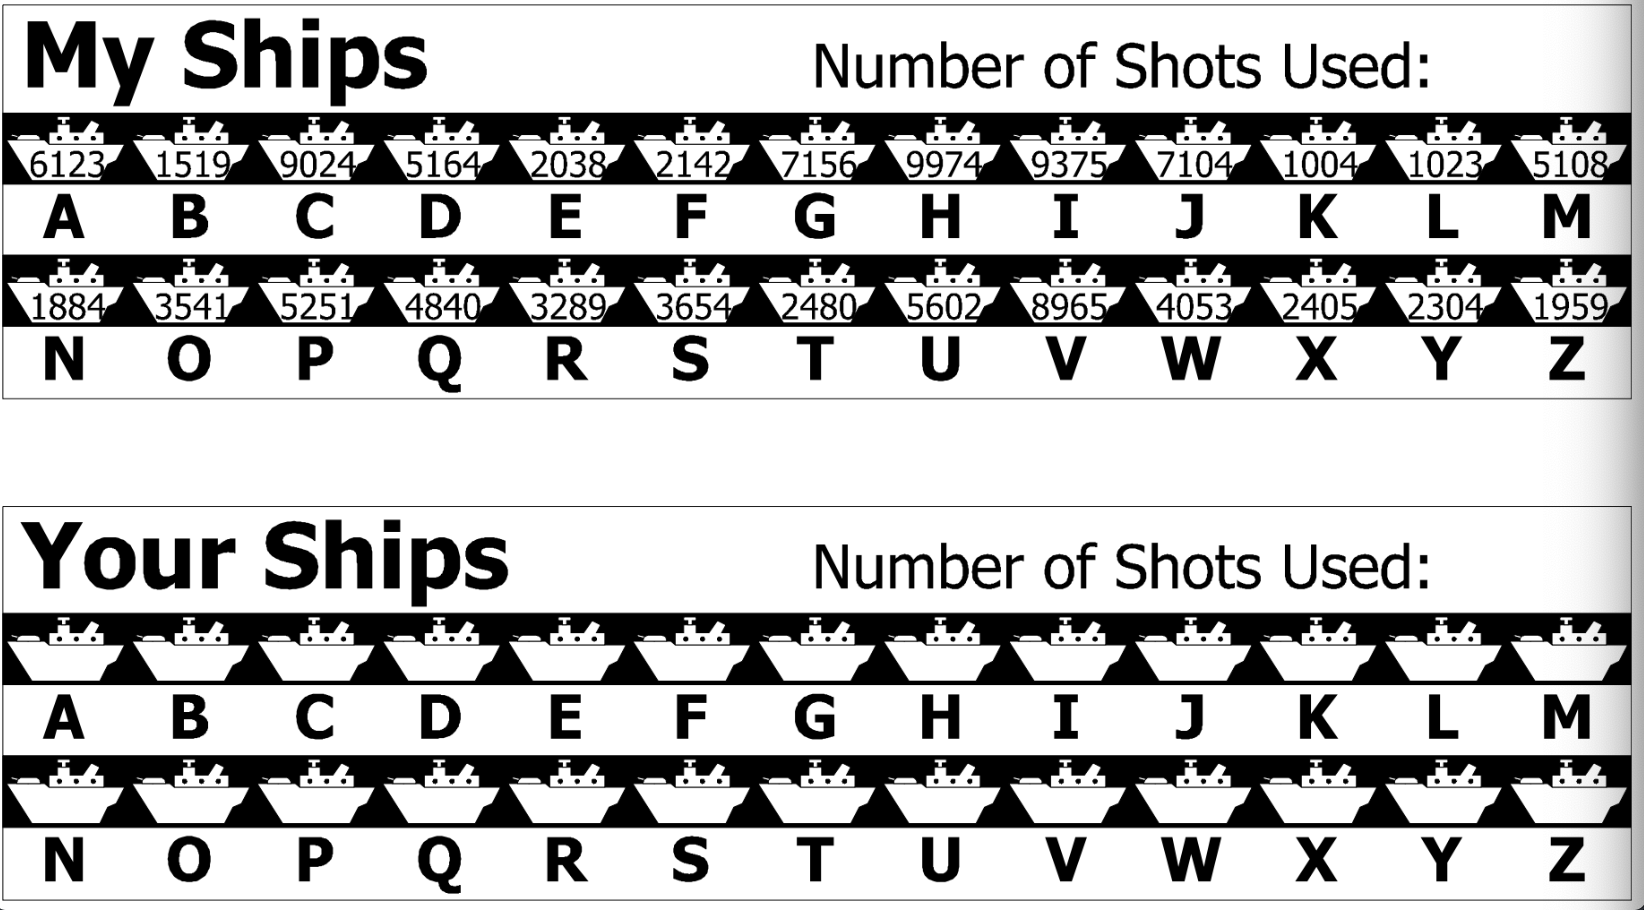 My Ships Number of Shots Used:
6123 1519 9024 5164 2038 2142 7156 9974 9375 7104 1004 1023 5108
A B C D E F G H I J K L M
1884 3541 5251 4840 3289 3654 2480 5602 8965 4053 2405 2304 1959
N O P Q R S T U V W X Y Z
Your Ships Number of Shots Used:
A B C D E F G H I J K L M
N O P Q R S T U V W X Y Z